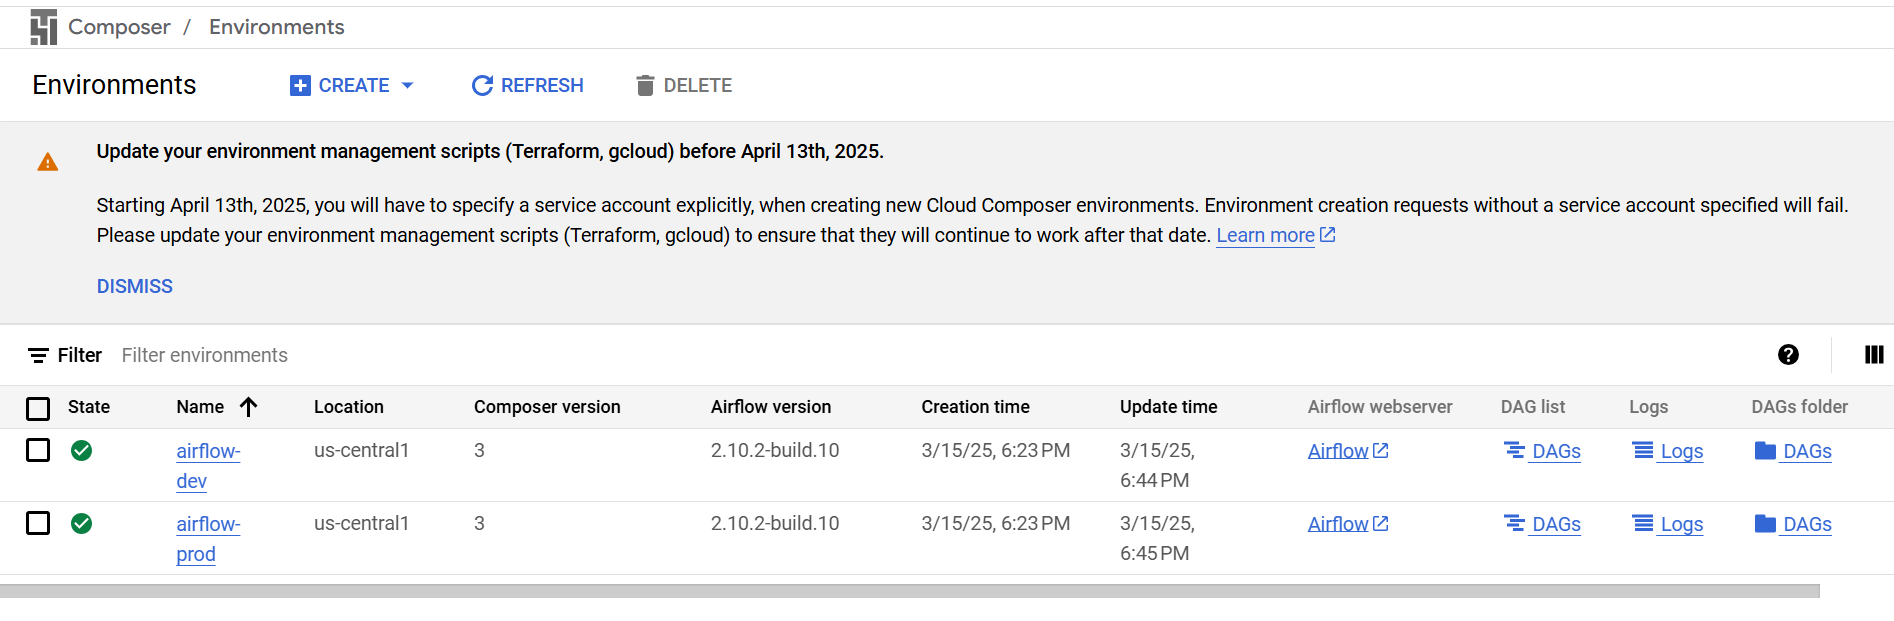 Composer / Environments
Environments CREATE REFRESH DELETE
Update your environment management scripts (Terraform, gcloud) before April 13th, 2025.
Starting April 13th, 2025, you will have to specify a service account explicitly, when creating new Cloud Composer environments. Environment creation requests without a service account specified will fail.
Please update your environment management scripts (Terraform, gcloud) to ensure that they will continue to work after that date. Learn more
DISMISS
Filter Filter environments
State Name Location Composer version Airflow version Creation time Update time Airflow webserver DAG list Logs DAGs folder
airflow- us-central1 3 2.10.2-build.10 3/15/25, 6:23 PM 3/15/25, Airflow DAGs Logs DAGs
dev 6:44 PM
airflow- us-central1 3 2.10.2-build.10 3/15/25, 6:23 PM 3/15/25, Airflow DAGs Logs DAGs
prod 6:45 PM